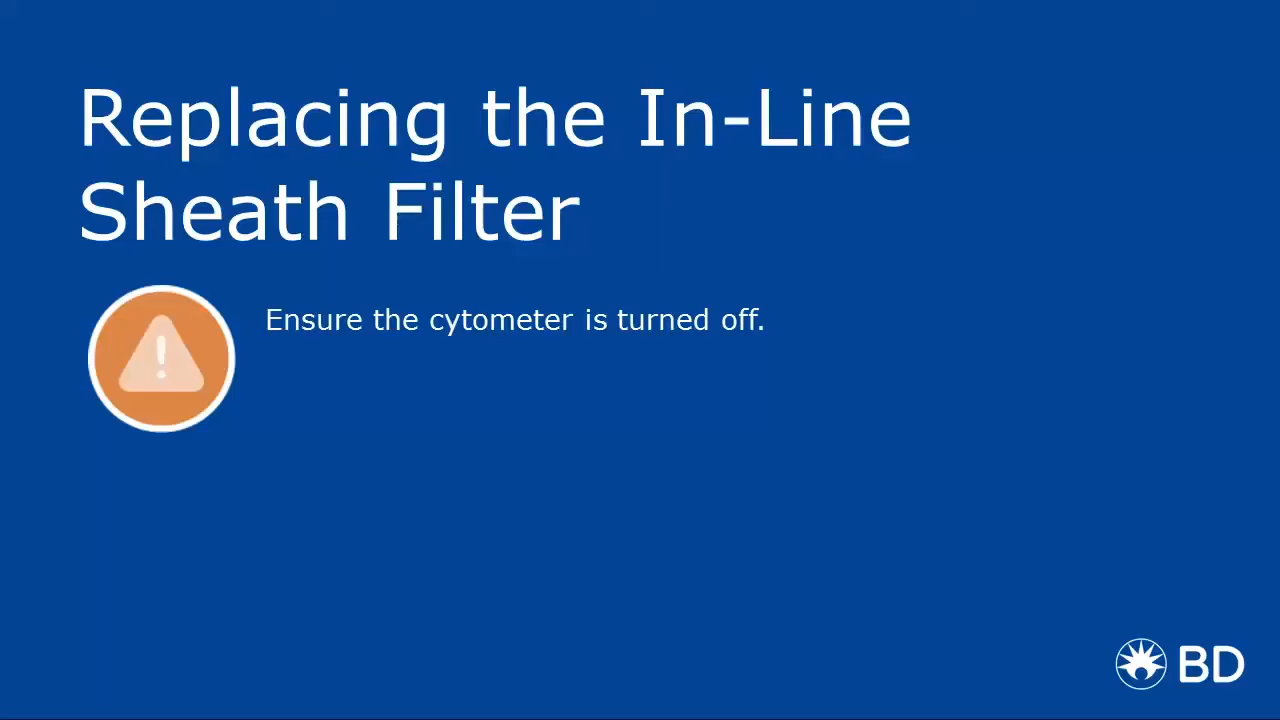 Replacing the In-Line
Sheath Filter
Ensure the cytometer is turned off.
BD